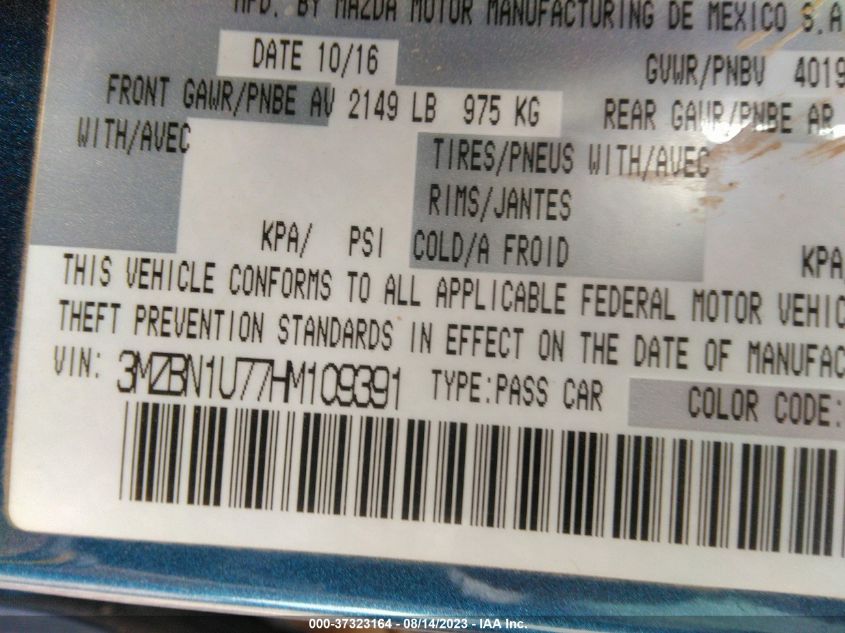 MFD. BY MAZDA MOTOR MANUFACTURING DE MEXICO S.A
DATE 10/16
GVWR/PNBV 4019
FRONT GAWR/PNBE AV 2149 LB 975 KG
REAR GAWR/PNBE AR
WITH/AVEC
TIRES/PNEUS WITH/AVEC
RIMS/JANTES
KPA/ PSI COLD/A FROID
KPA
THIS VEHICLE CONFORMS TO ALL APPLICABLE FEDERAL MOTOR VEHIC
THEFT PREVENTION STANDARDS IN EFFECT ON THE DATE OF MANUFAC
VIN: 3MZBN1U77HM109391 TYPE:PASS CAR COLOR CODE:
000-37323164 - 08/14/2023 - IAA Inc.